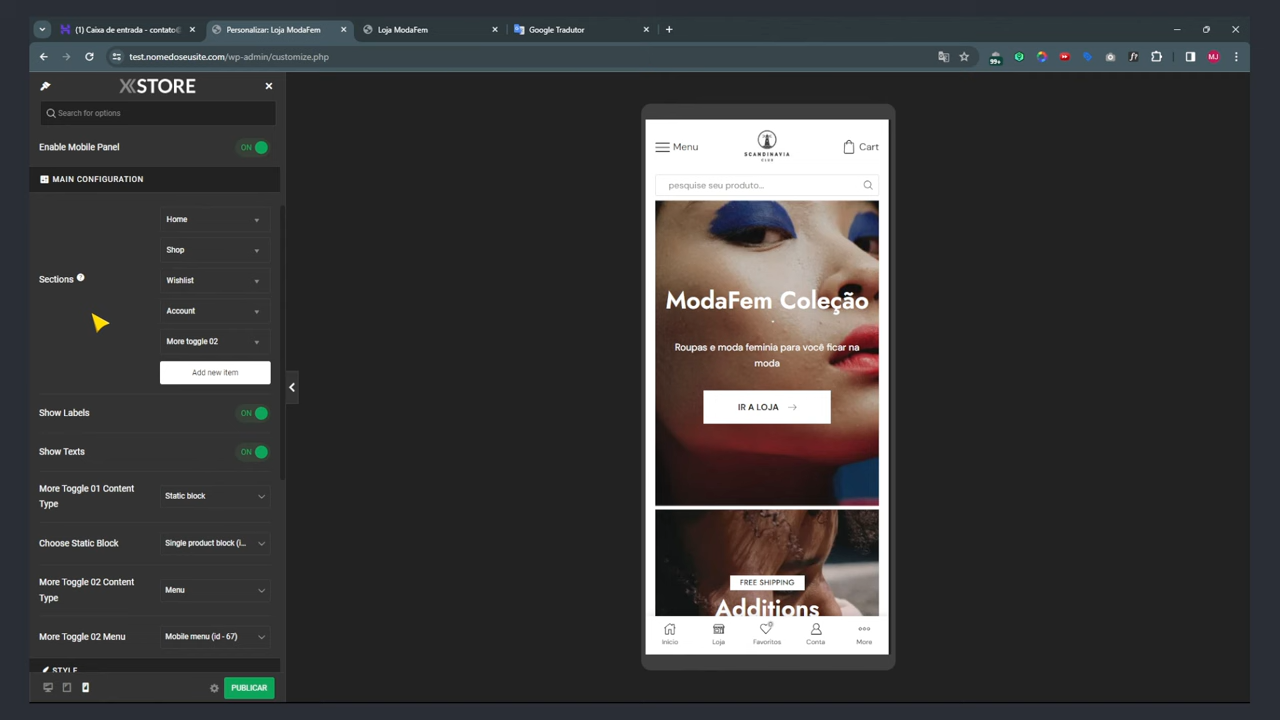 (1) Caixa de entrada - contato@
Personalizar: Loja ModaFem
Loja ModaFem
Google Tradutor
test.nomedoseusite.com/wp-admin/customize.php
99+
MJ
XSTORE
Search for options
Enable Mobile Panel
ON
MAIN CONFIGURATION
Sections
Home
Shop
Wishlist
Account
More toggle 02
Add new item
Show Labels
ON
Show Texts
ON
More Toggle 01 Content
Type
Static block
Choose Static Block
Single product block (i...
More Toggle 02 Content
Type
Menu
More Toggle 02 Menu
Mobile menu (id - 67)
STYLE
PUBLICAR
Menu
SCANDINAVIA
Cart
pesquise seu produto...
ModaFem Coleção
Roupas e moda feminia para você ficar na
moda
IR A LOJA
FREE SHIPPING
Additions
Início
Loja
Favoritos
Conta
More